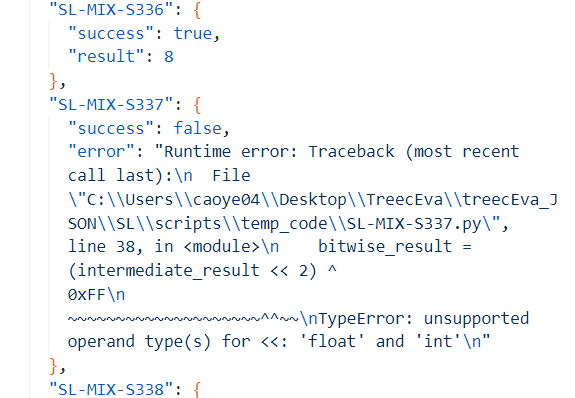 "SL-MIX-S336": {
"success": true,
"result": 8
},
"SL-MIX-S337": {
"success": false,
"error": "Runtime error: Traceback (most recent
call last):\n  File
\"C:\\Users\\caoye04\\Desktop\\TreecEva\\treecEva_J
SON\\SL\\scripts\\temp_code\\SL-MIX-S337.py\",
line 38, in <module>\n    bitwise_result =
(intermediate_result << 2) ^
0xFF\n
~~~~~~~~~~~~~~~~~~~~^^~~\nTypeError: unsupported
operand type(s) for <<: 'float' and 'int'\n"
},
"SL-MIX-S338": {